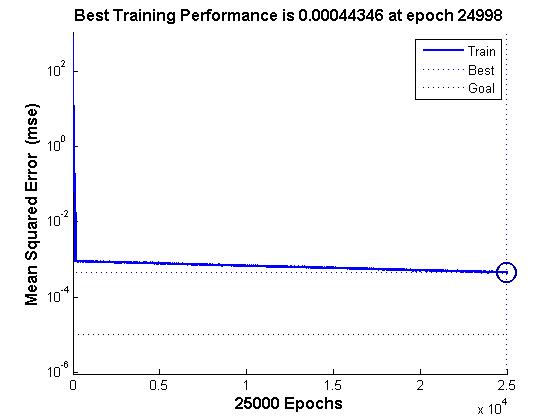 Best Training Performance is 0.00044346 at epoch 24998
Train
Best
Goal
Mean Squared Error (mse)
10^2
10^0
10^-2
10^-4
10^-6
0 0.5 1 1.5 2 2.5
x 10^4
25000 Epochs